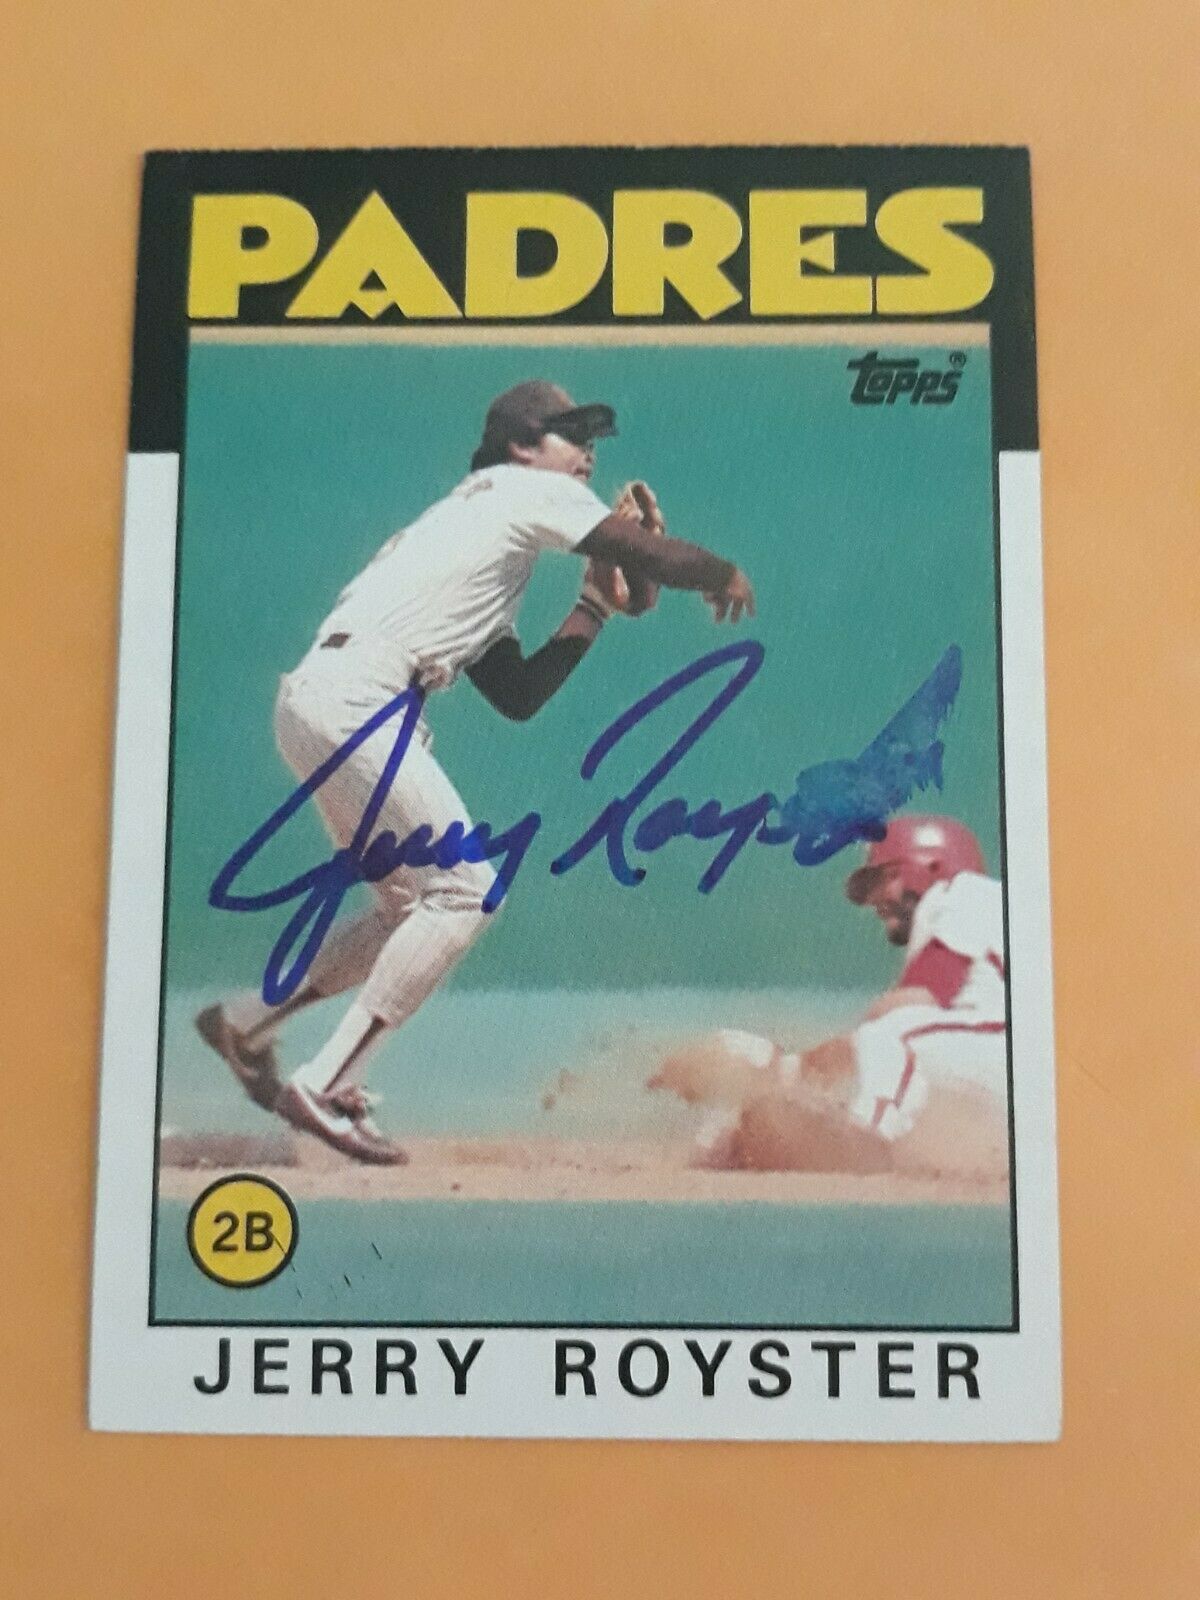 PADRES
topps®
Jerry Royster
2B
JERRY ROYSTER